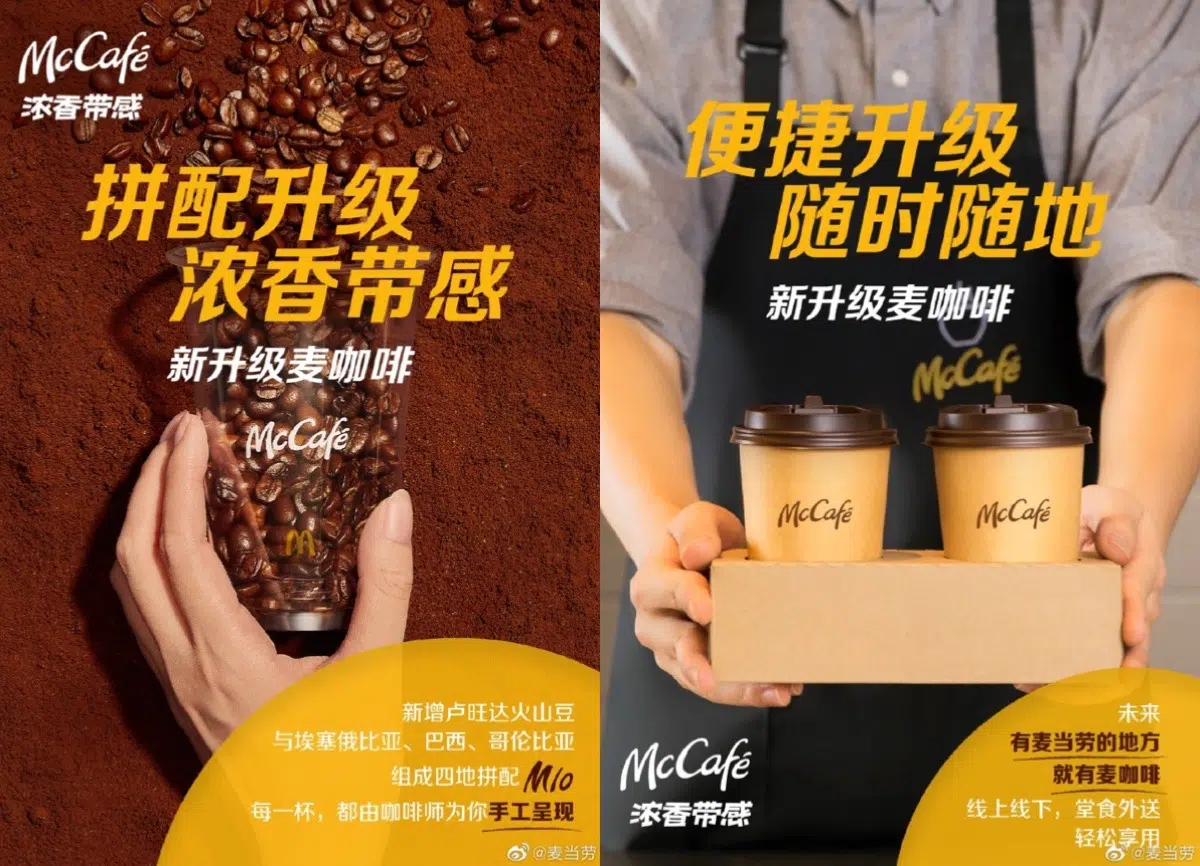 McCafé
浓香带感
拼配升级
浓香带感
新升级麦咖啡
McCafé
新增卢旺达火山豆
与埃塞俄比亚、巴西、哥伦比亚
组成四地拼配 M10
每一杯，都由咖啡师为你手工呈现
@麦当劳
便捷升级
随时随地
新升级麦咖啡
McCafé
McCafé
McCafé
McCafé
浓香带感
未来
有麦当劳的地方
就有麦咖啡
线上线下，堂食外送
轻松享用
@麦当劳